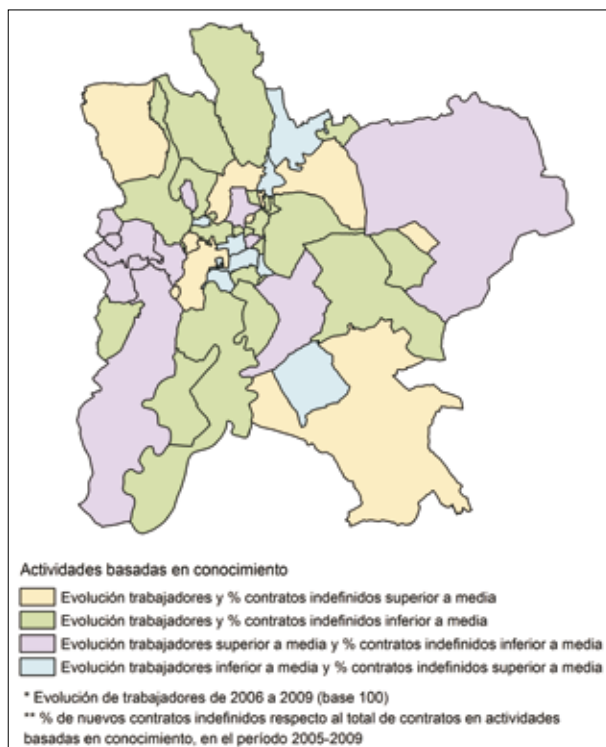 Actividades basadas en conocimiento
Evolución trabajadores y % contratos indefinidos superior a media
Evolución trabajadores y % contratos indefinidos inferior a media
Evolución trabajadores superior a media y % contratos indefinidos inferior a media
Evolución trabajadores inferior a media y % contratos indefinidos superior a media
* Evolución de trabajadores de 2006 a 2009 (base 100)
** % de nuevos contratos indefinidos respecto al total de contratos en actividades
basadas en conocimiento, en el período 2005-2009